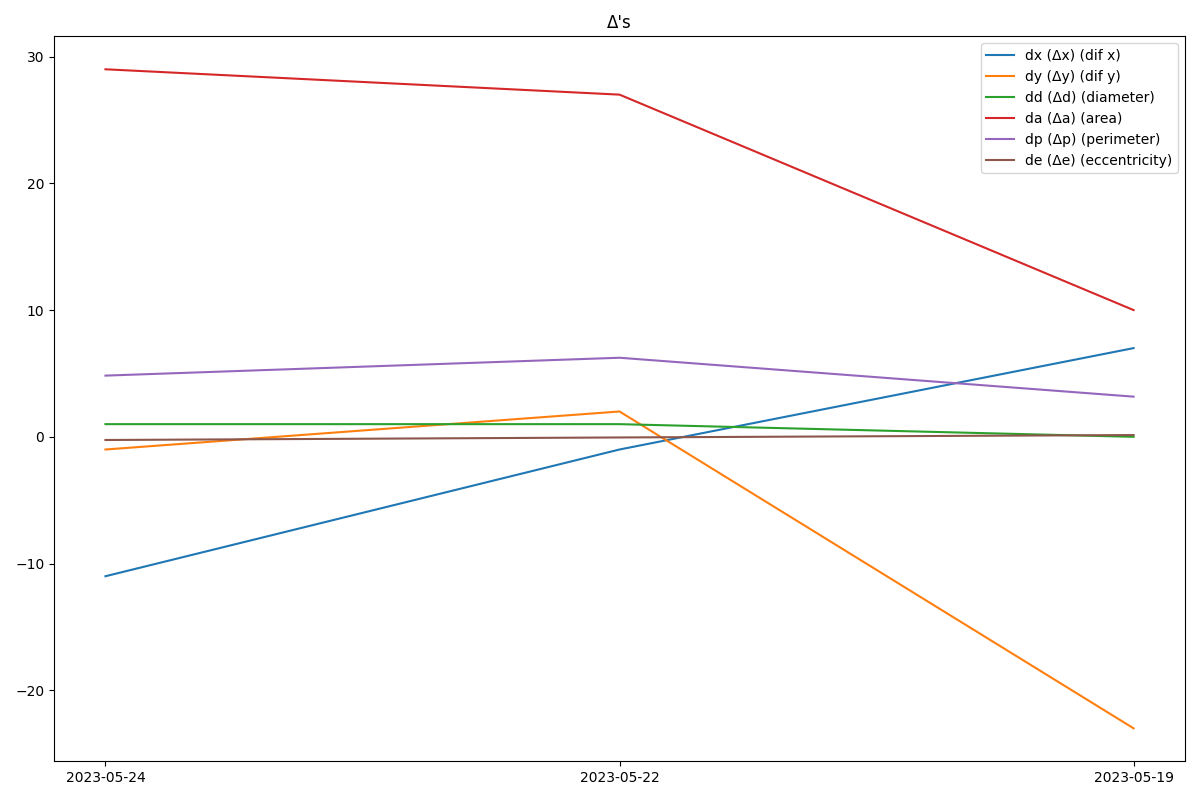 Δ's
30
20
10
0
−10
−20
2023-05-24
2023-05-22
2023-05-19
dx (Δx) (dif x)
dy (Δy) (dif y)
dd (Δd) (diameter)
da (Δa) (area)
dp (Δp) (perimeter)
de (Δe) (eccentricity)